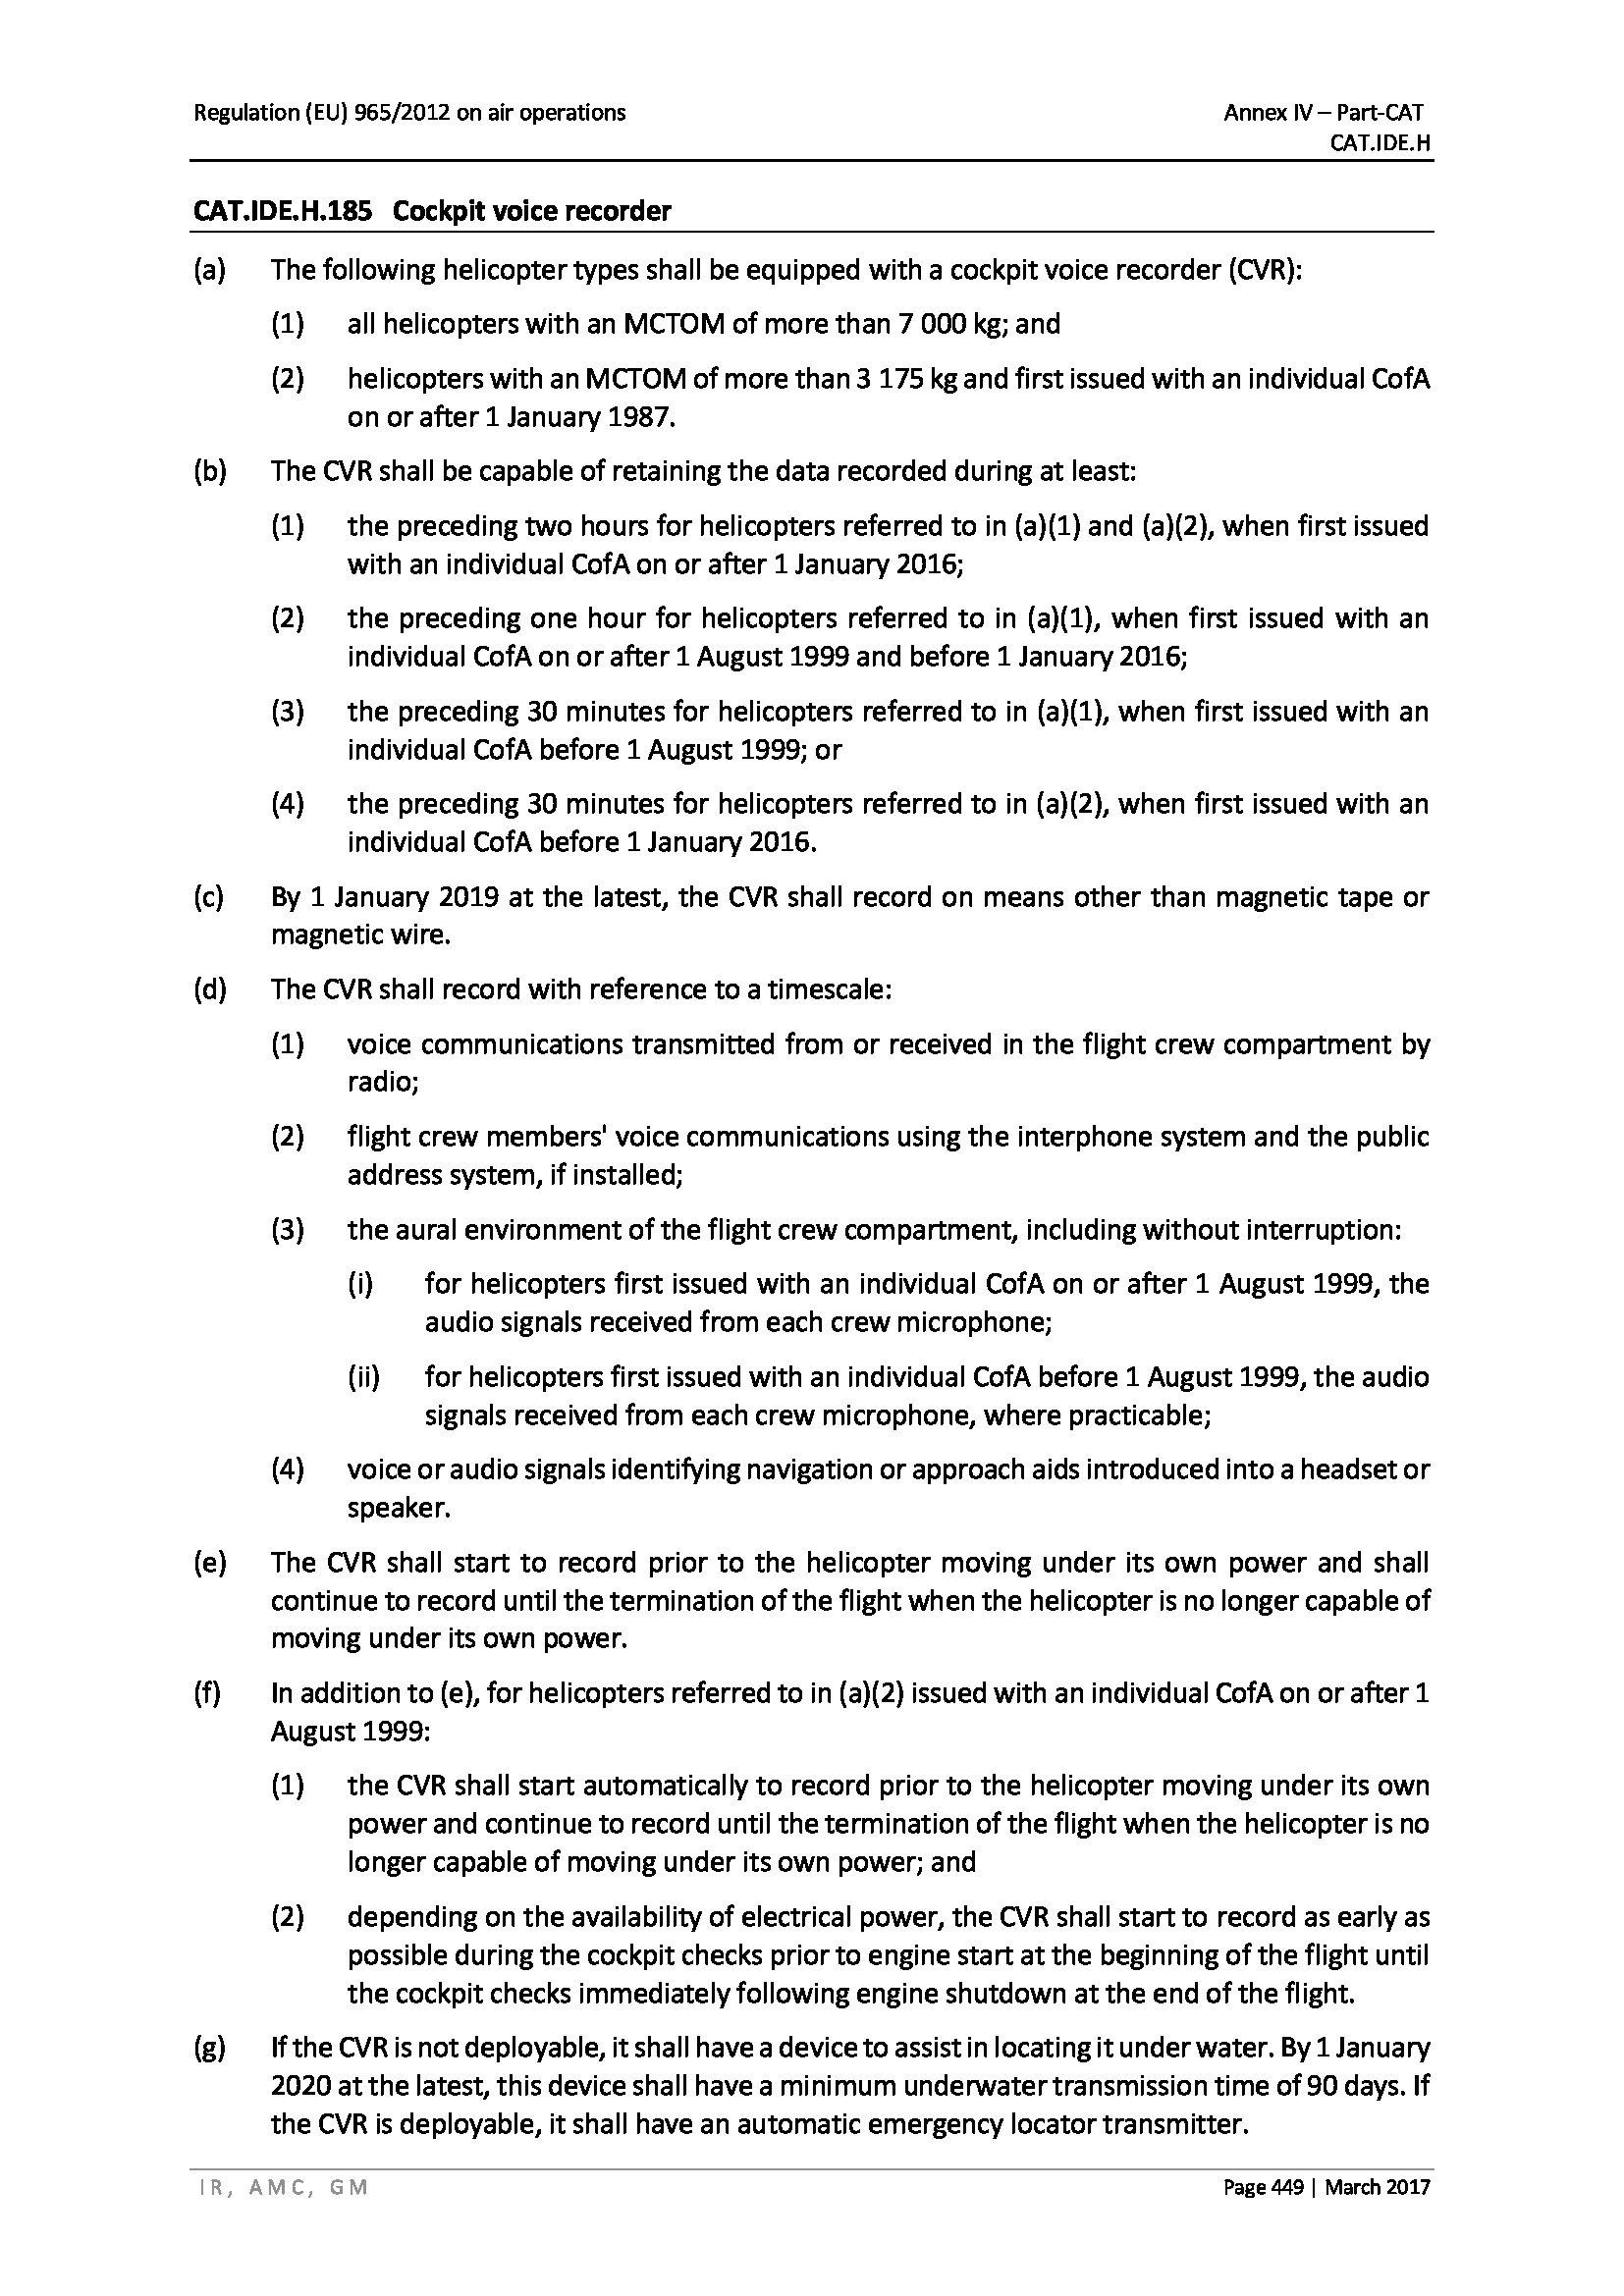 Regulation (EU) 965/2012 on air operations
Annex IV – Part-CAT
CAT.IDE.H
CAT.IDE.H.185 Cockpit voice recorder
(a) The following helicopter types shall be equipped with a cockpit voice recorder (CVR):
(1) all helicopters with an MCTOM of more than 7 000 kg; and
(2) helicopters with an MCTOM of more than 3 175 kg and first issued with an individual CofA
on or after 1 January 1987.
(b) The CVR shall be capable of retaining the data recorded during at least:
(1) the preceding two hours for helicopters referred to in (a)(1) and (a)(2), when first issued
with an individual CofA on or after 1 January 2016;
(2) the preceding one hour for helicopters referred to in (a)(1), when first issued with an
individual CofA on or after 1 August 1999 and before 1 January 2016;
(3) the preceding 30 minutes for helicopters referred to in (a)(1), when first issued with an
individual CofA before 1 August 1999; or
(4) the preceding 30 minutes for helicopters referred to in (a)(2), when first issued with an
individual CofA before 1 January 2016.
(c) By 1 January 2019 at the latest, the CVR shall record on means other than magnetic tape or
magnetic wire.
(d) The CVR shall record with reference to a timescale:
(1) voice communications transmitted from or received in the flight crew compartment by
radio;
(2) flight crew members' voice communications using the interphone system and the public
address system, if installed;
(3) the aural environment of the flight crew compartment, including without interruption:
(i) for helicopters first issued with an individual CofA on or after 1 August 1999, the
audio signals received from each crew microphone;
(ii) for helicopters first issued with an individual CofA before 1 August 1999, the audio
signals received from each crew microphone, where practicable;
(4) voice or audio signals identifying navigation or approach aids introduced into a headset or
speaker.
(e) The CVR shall start to record prior to the helicopter moving under its own power and shall
continue to record until the termination of the flight when the helicopter is no longer capable of
moving under its own power.
(f) In addition to (e), for helicopters referred to in (a)(2) issued with an individual CofA on or after 1
August 1999:
(1) the CVR shall start automatically to record prior to the helicopter moving under its own
power and continue to record until the termination of the flight when the helicopter is no
longer capable of moving under its own power; and
(2) depending on the availability of electrical power, the CVR shall start to record as early as
possible during the cockpit checks prior to engine start at the beginning of the flight until
the cockpit checks immediately following engine shutdown at the end of the flight.
(g) If the CVR is not deployable, it shall have a device to assist in locating it under water. By 1 January
2020 at the latest, this device shall have a minimum underwater transmission time of 90 days. If
the CVR is deployable, it shall have an automatic emergency locator transmitter.
IR, AMC, GM
Page 449 | March 2017